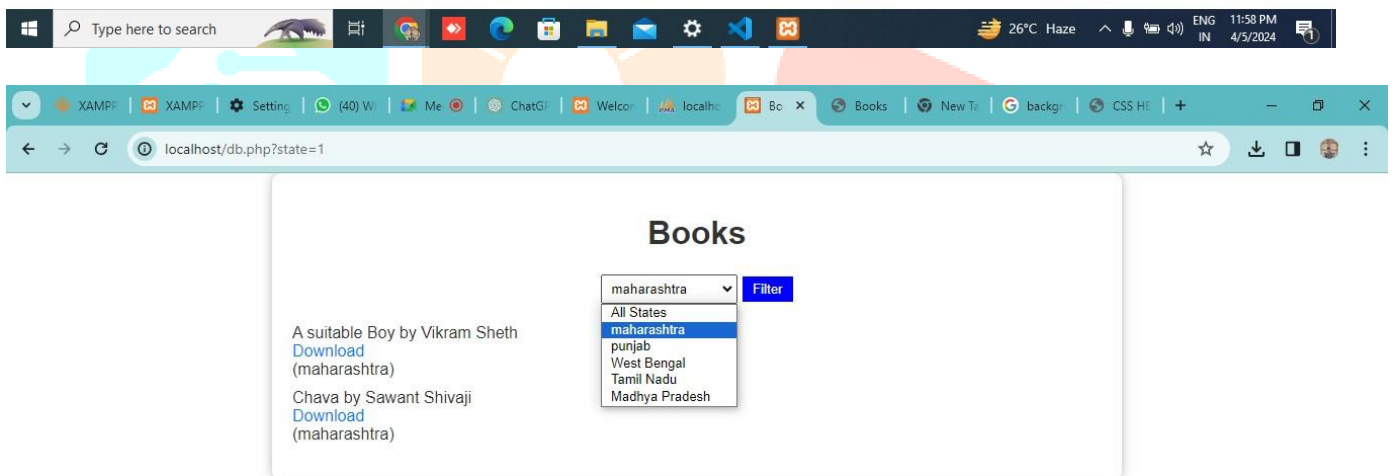 Type here to search
26°C Haze
ENG
IN
11:58 PM
4/5/2024
1
XAMPP
XAMPP
Setting
(40) W
Me
ChatG
Welcor
localho
Bo
Books
New Ta
backgr
CSS HE
localhost/db.php?state=1
Books
maharashtra
Filter
All States
maharashtra
punjab
West Bengal
Tamil Nadu
Madhya Pradesh
A suitable Boy by Vikram Sheth
Download
(maharashtra)
Chava by Sawant Shivaji
Download
(maharashtra)